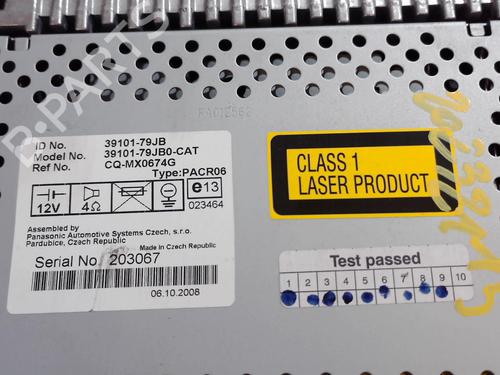 B-PARTS
FA012562
ID No. 39101-79JB
Model No. 39101-79JB0-CAT
Ref No. CQ-MX0674G
Type:PACR06
12V
4Ω
e13
023464
Assembled by
Panasonic Automotive Systems Czech, s.r.o.
Pardubice, Czech Republic
Made in Czech Republic
Serial No. 203067
06.10.2008
CLASS 1
LASER PRODUCT
Test passed
1 2 3 4 5 6 7 8 9 10